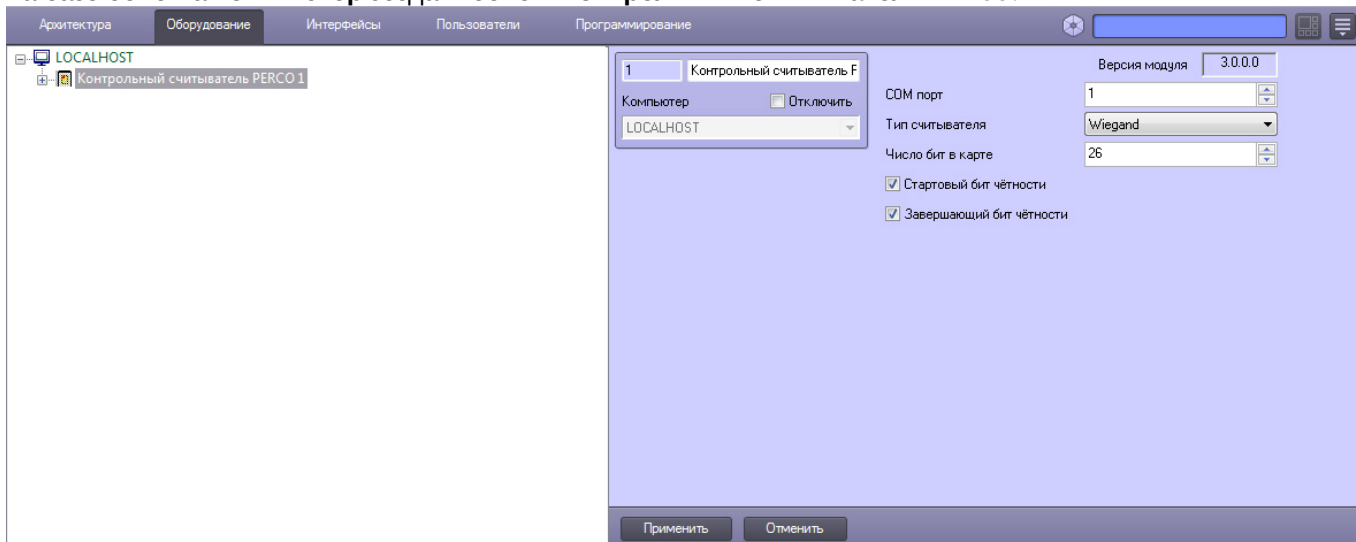 Архитектура Оборудование Интерфейсы Пользователи Программирование
LOCALHOST
Контрольный считыватель PERCO 1
1 Контрольный считыватель F
Компьютер Отключить
LOCALHOST
Версия модуля 3.0.0.0
COM порт 1
Тип считывателя Wiegand
Число бит в карте 26
Стартовый бит чётности
Завершающий бит чётности
Применить Отменить